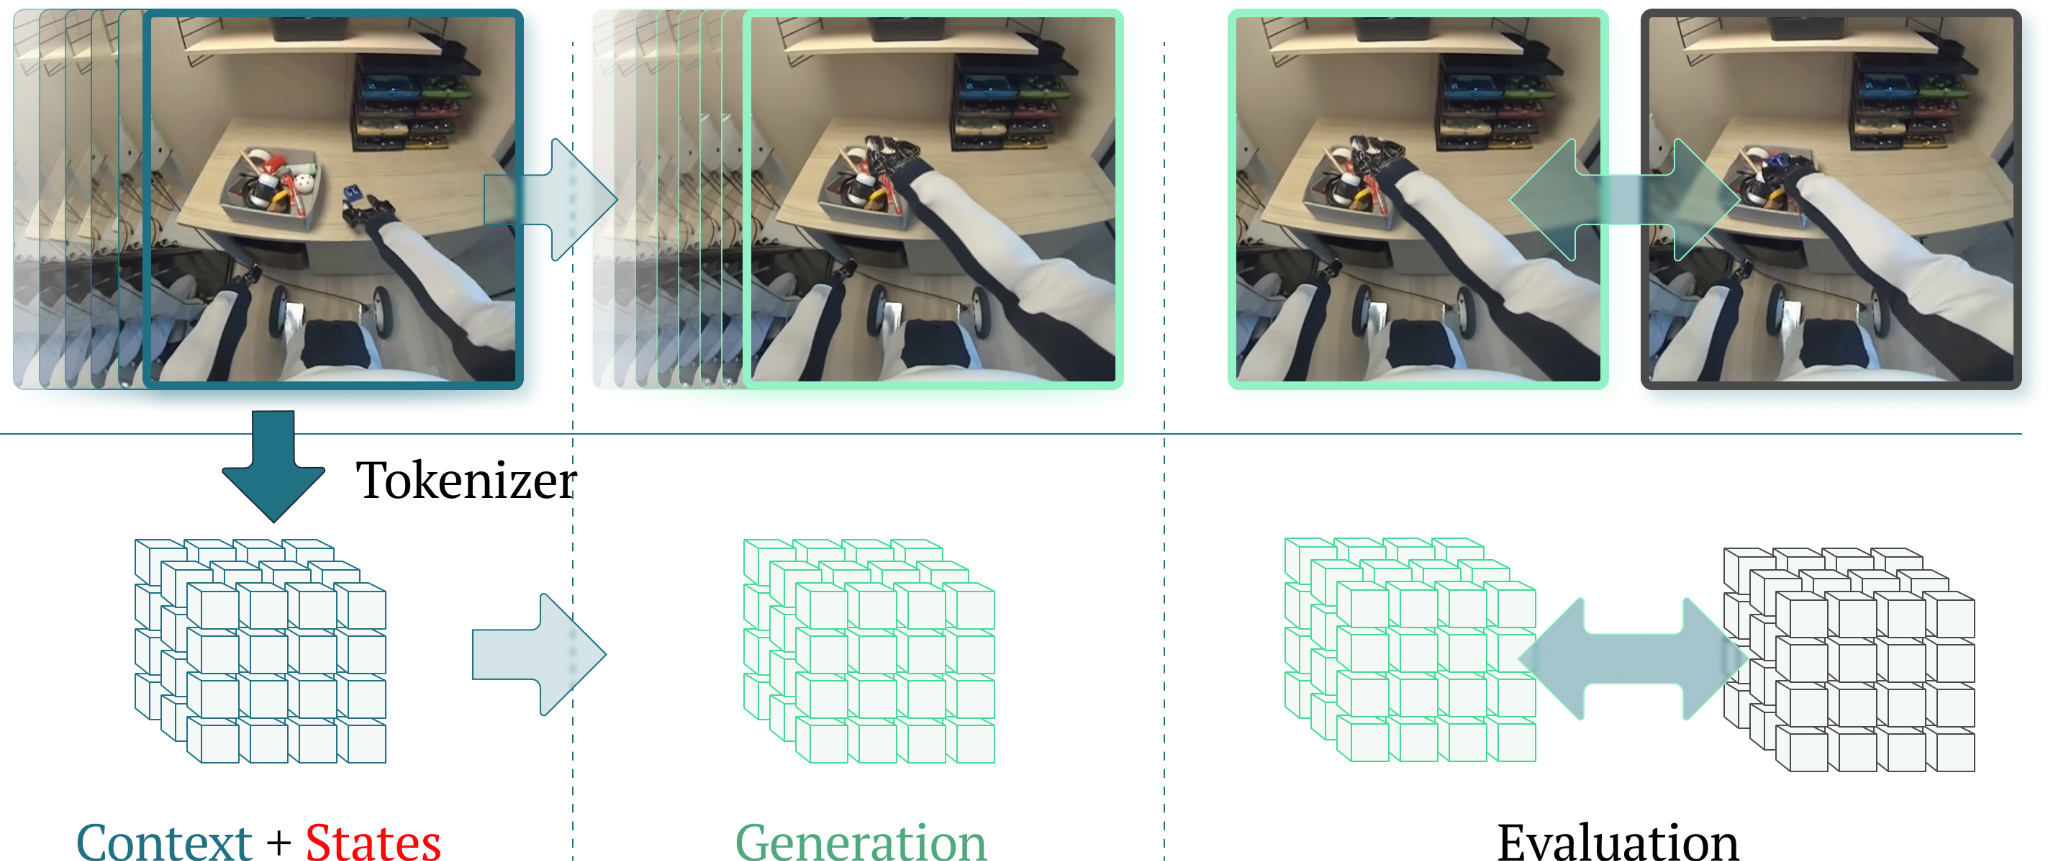 Tokenizer
Context + States
Generation
Evaluation